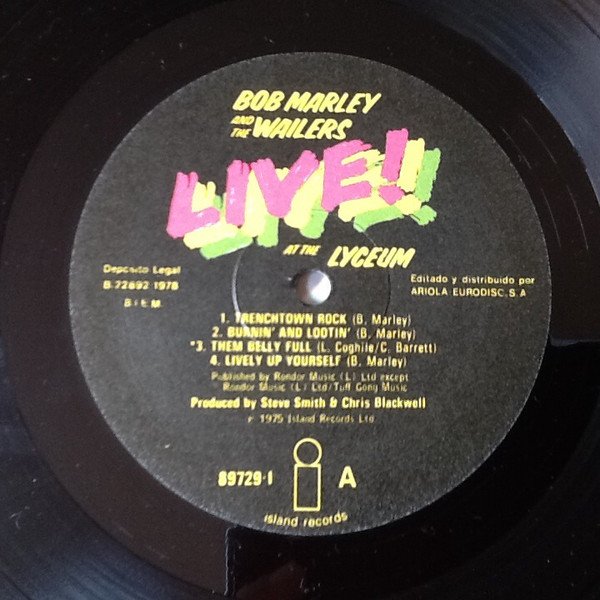 BOB MARLEY
AND THE WAILERS
LIVE!
AT THE LYCEUM
Deposito Legal
B-22692 1978
B.I.E.M.
Editado y distribuido por
ARIOLA-EURODISC, S.A
1. TRENCHTOWN ROCK (B. Marley)
2. BURNIN' AND LOOTIN' (B. Marley)
*3. THEM BELLY FULL (L. Coghile/C. Barrett)
4. LIVELY UP YOURSELF (B. Marley)
Published by Rondor Music (L) Ltd except
Rondor Music (L) Ltd/Tuff Gong Music
Produced by Steve Smith & Chris Blackwell
1975 Island Records Ltd.
89729-I
A
island records